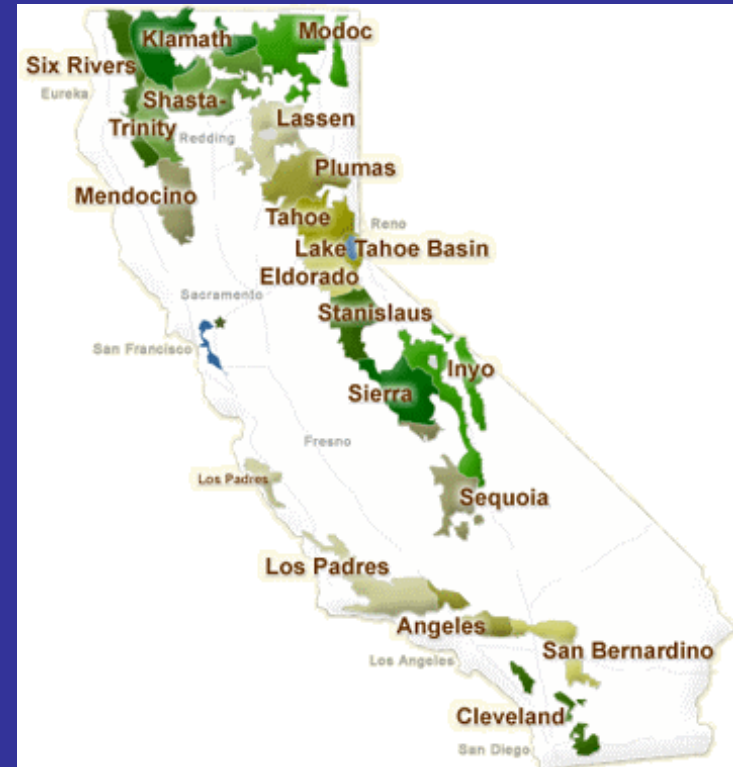 Klamath
Modoc
Six Rivers
Eureka
Shasta-
Trinity
Redding
Lassen
Plumas
Mendocino
Tahoe
Reno
Lake Tahoe Basin
Eldorado
Sacramento
Stanislaus
San Francisco
Inyo
Sierra
Fresno
Los Padres
Sequoia
Los Padres
Angeles
San Bernardino
Los Angeles
Cleveland
San Diego